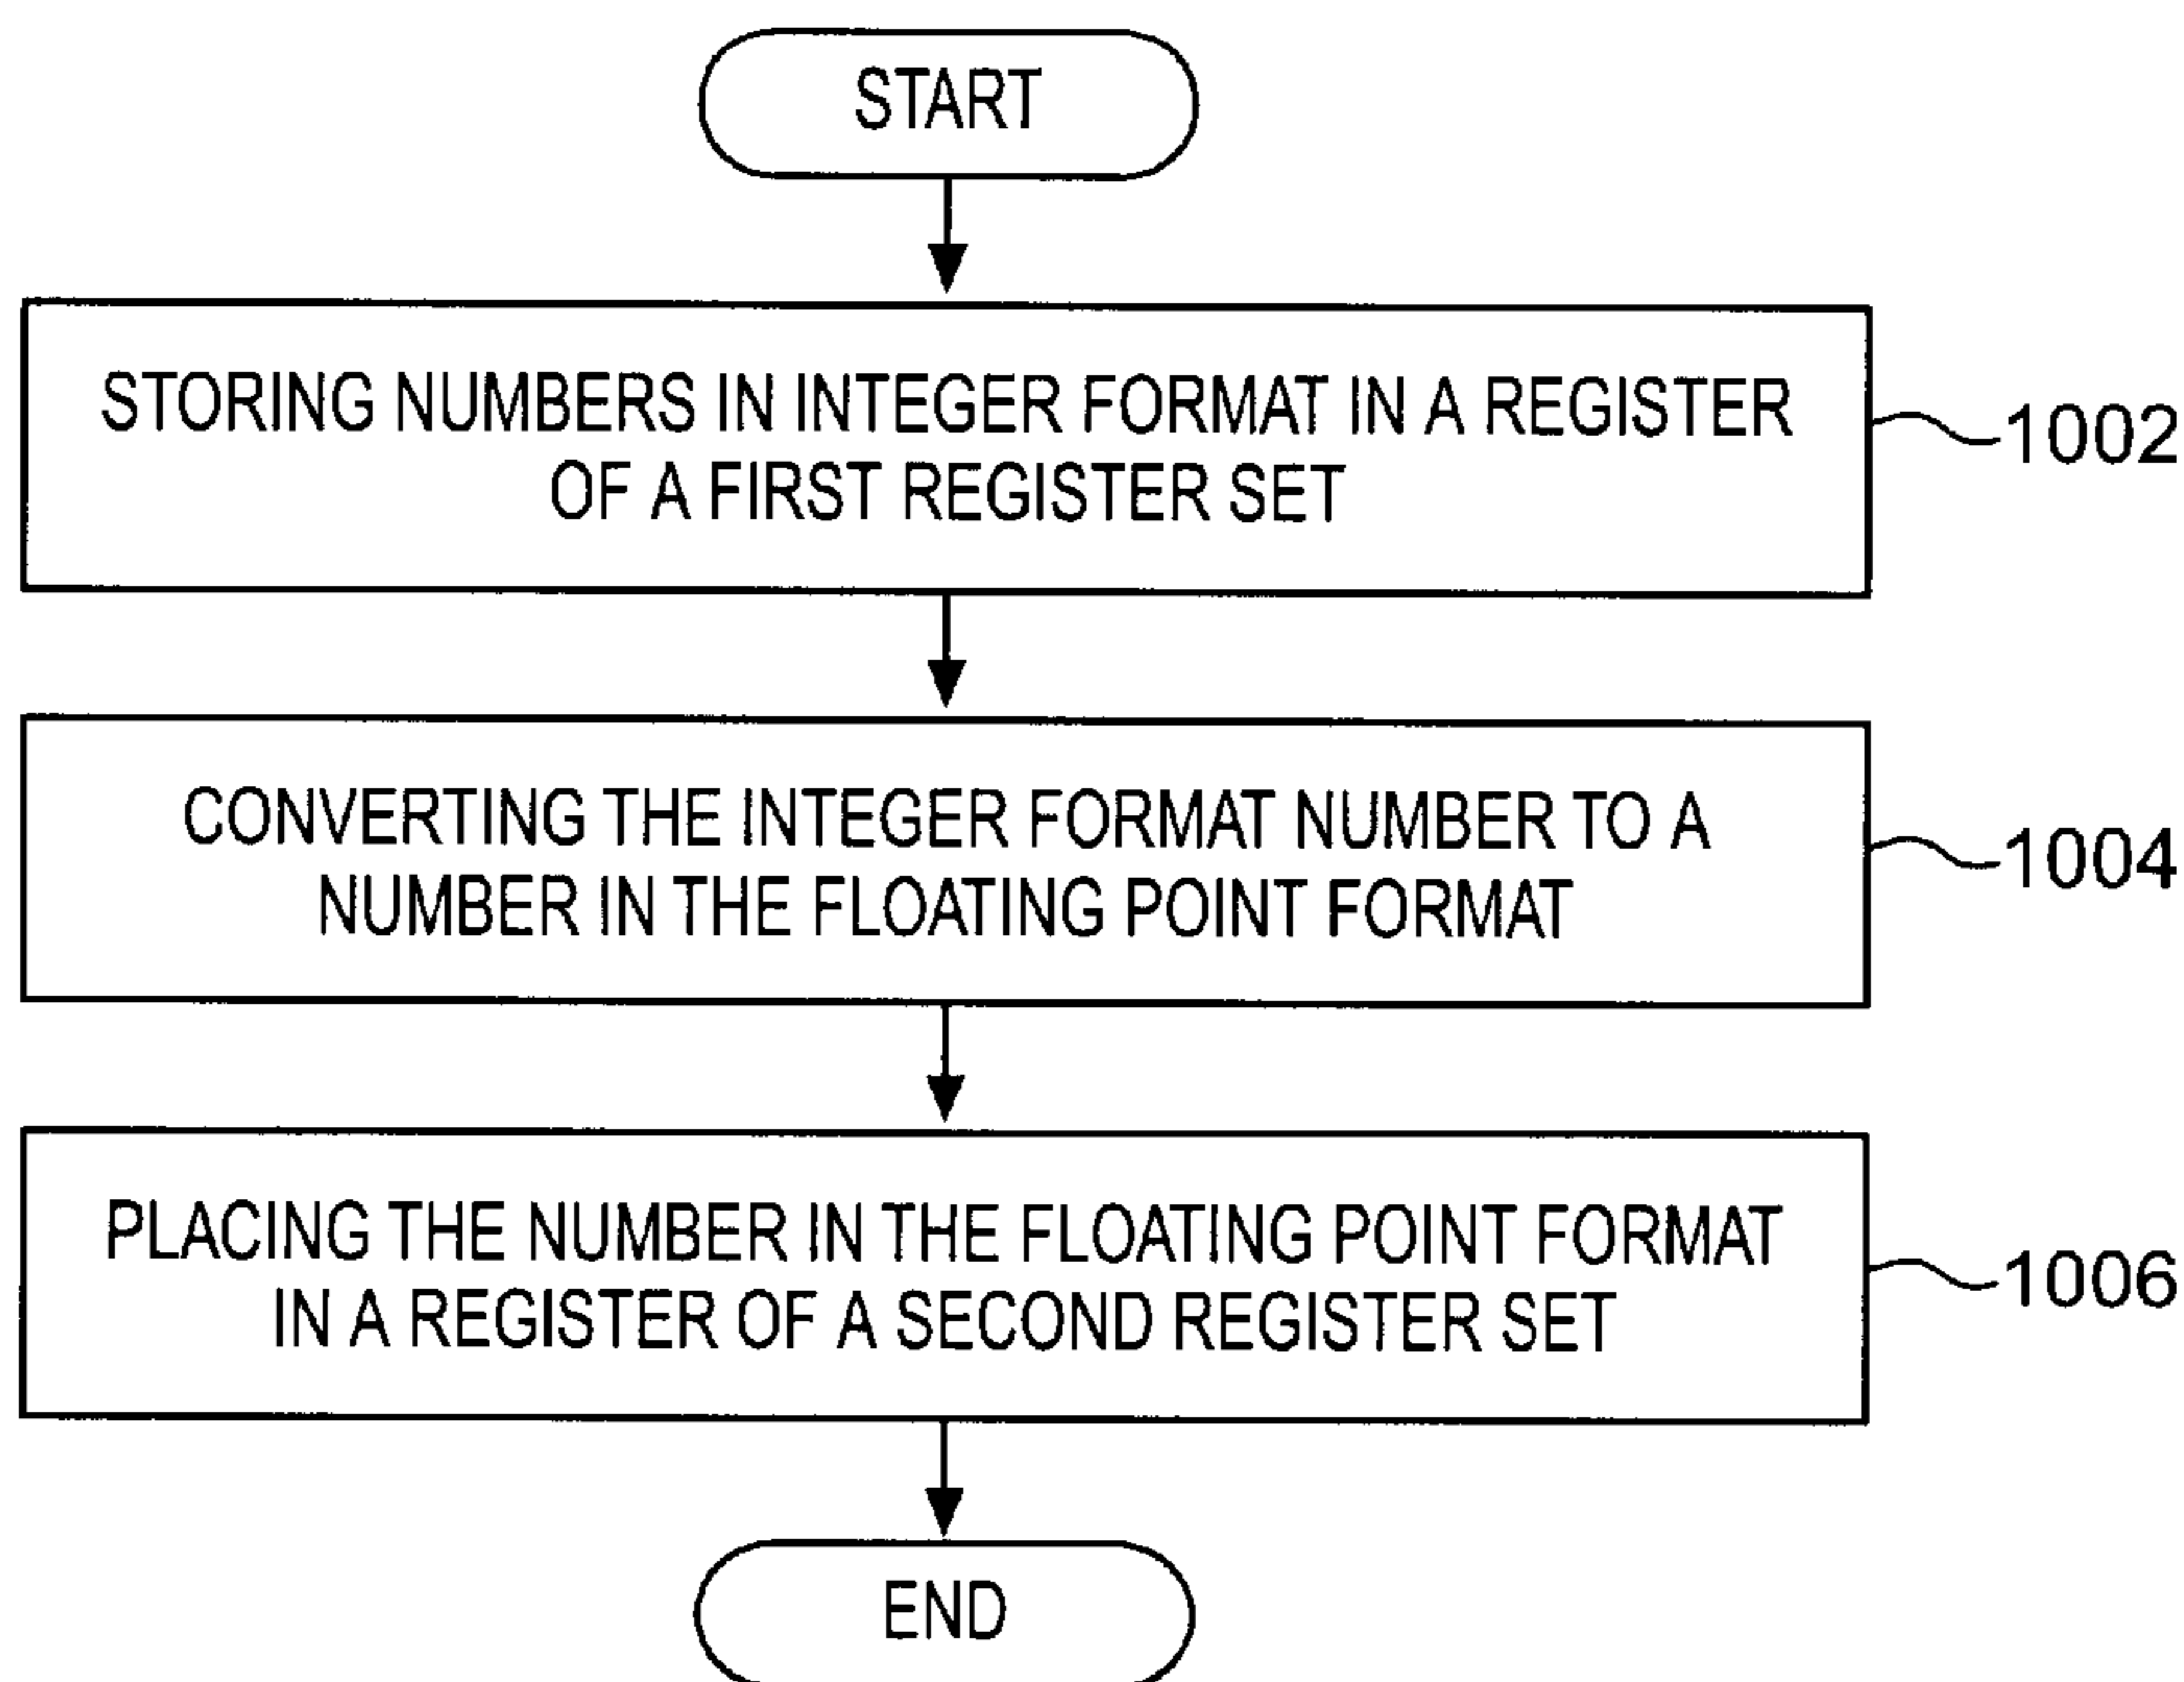 START
STORING NUMBERS IN INTEGER FORMAT IN A REGISTER
OF A FIRST REGISTER SET
1002
CONVERTING THE INTEGER FORMAT NUMBER TO A
NUMBER IN THE FLOATING POINT FORMAT
1004
PLACING THE NUMBER IN THE FLOATING POINT FORMAT
IN A REGISTER OF A SECOND REGISTER SET
1006
END